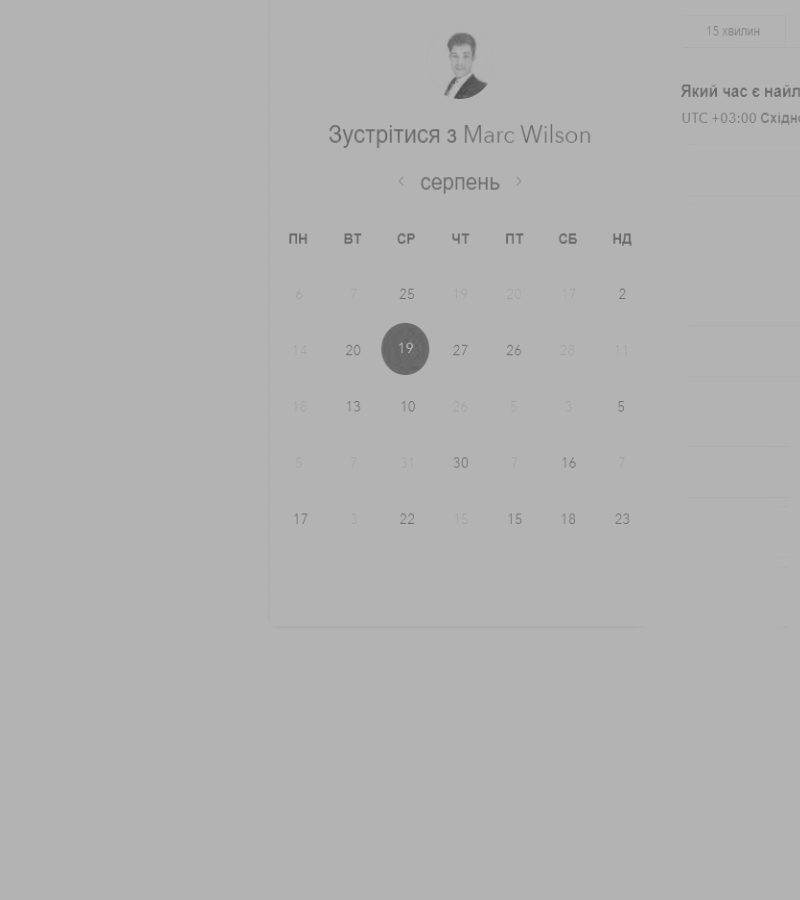 15 хвилин
Який час є найл
UTC +03:00 Східн
Зустрітися з Marc Wilson
серпень
ПН ВТ СР ЧТ ПТ СБ НД
6 7 25 19 20 17 2
14 20 19 27 26 28 11
18 13 10 26 5 3 5
5 7 31 30 7 16 7
17 3 22 15 15 18 23